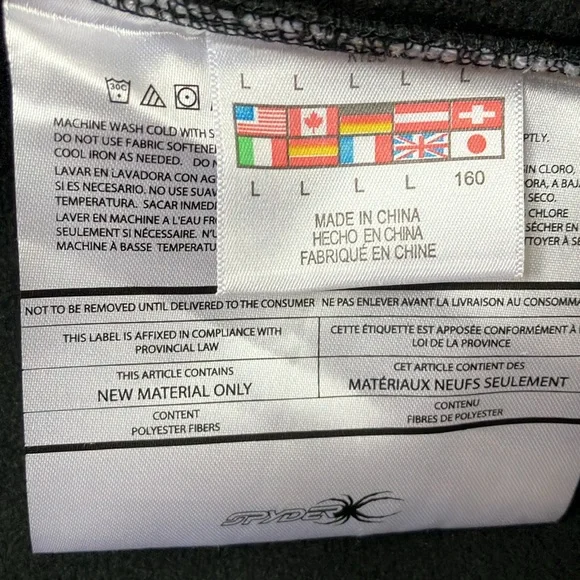 L L L L L
L L L L 160
MADE IN CHINA
HECHO EN CHINA
FABRIQUÉ EN CHINE
30C
MACHINE WASH COLD WITH S
DO NOT USE FABRIC SOFTENE
COOL IRON AS NEEDED. DO N
LAVAR EN LAVADORA CON AG
SI ES NECESARIO. NO USE SUAV
TEMPERATURA. SACAR INMEDI
LAVER EN MACHINE A L'EAU FR
SEULEMENT SI NÉCESSAIRE. N'U
MACHINE À BASSE TEMPERATU
PTLY.
IN CLORO,
ORA, A BAJ
SECO.
CHLORE
SÉCHER EN
TTOYER À SE
NOT TO BE REMOVED UNTIL DELIVERED TO THE CONSUMER NE PAS ENLEVER AVANT LA LIVRAISON AU CONSOMMA
THIS LABEL IS AFFIXED IN COMPLIANCE WITH
PROVINCIAL LAW
CETTE ÉTIQUETTE EST APPOSÉE CONFORMÉMENT À
LOI DE LA PROVINCE
THIS ARTICLE CONTAINS
NEW MATERIAL ONLY
CET ARTICLE CONTIENT DES
MATÉRIAUX NEUFS SEULEMENT
CONTENT
POLYESTER FIBERS
CONTENU
FIBRES DE POLYESTER
SPYDER